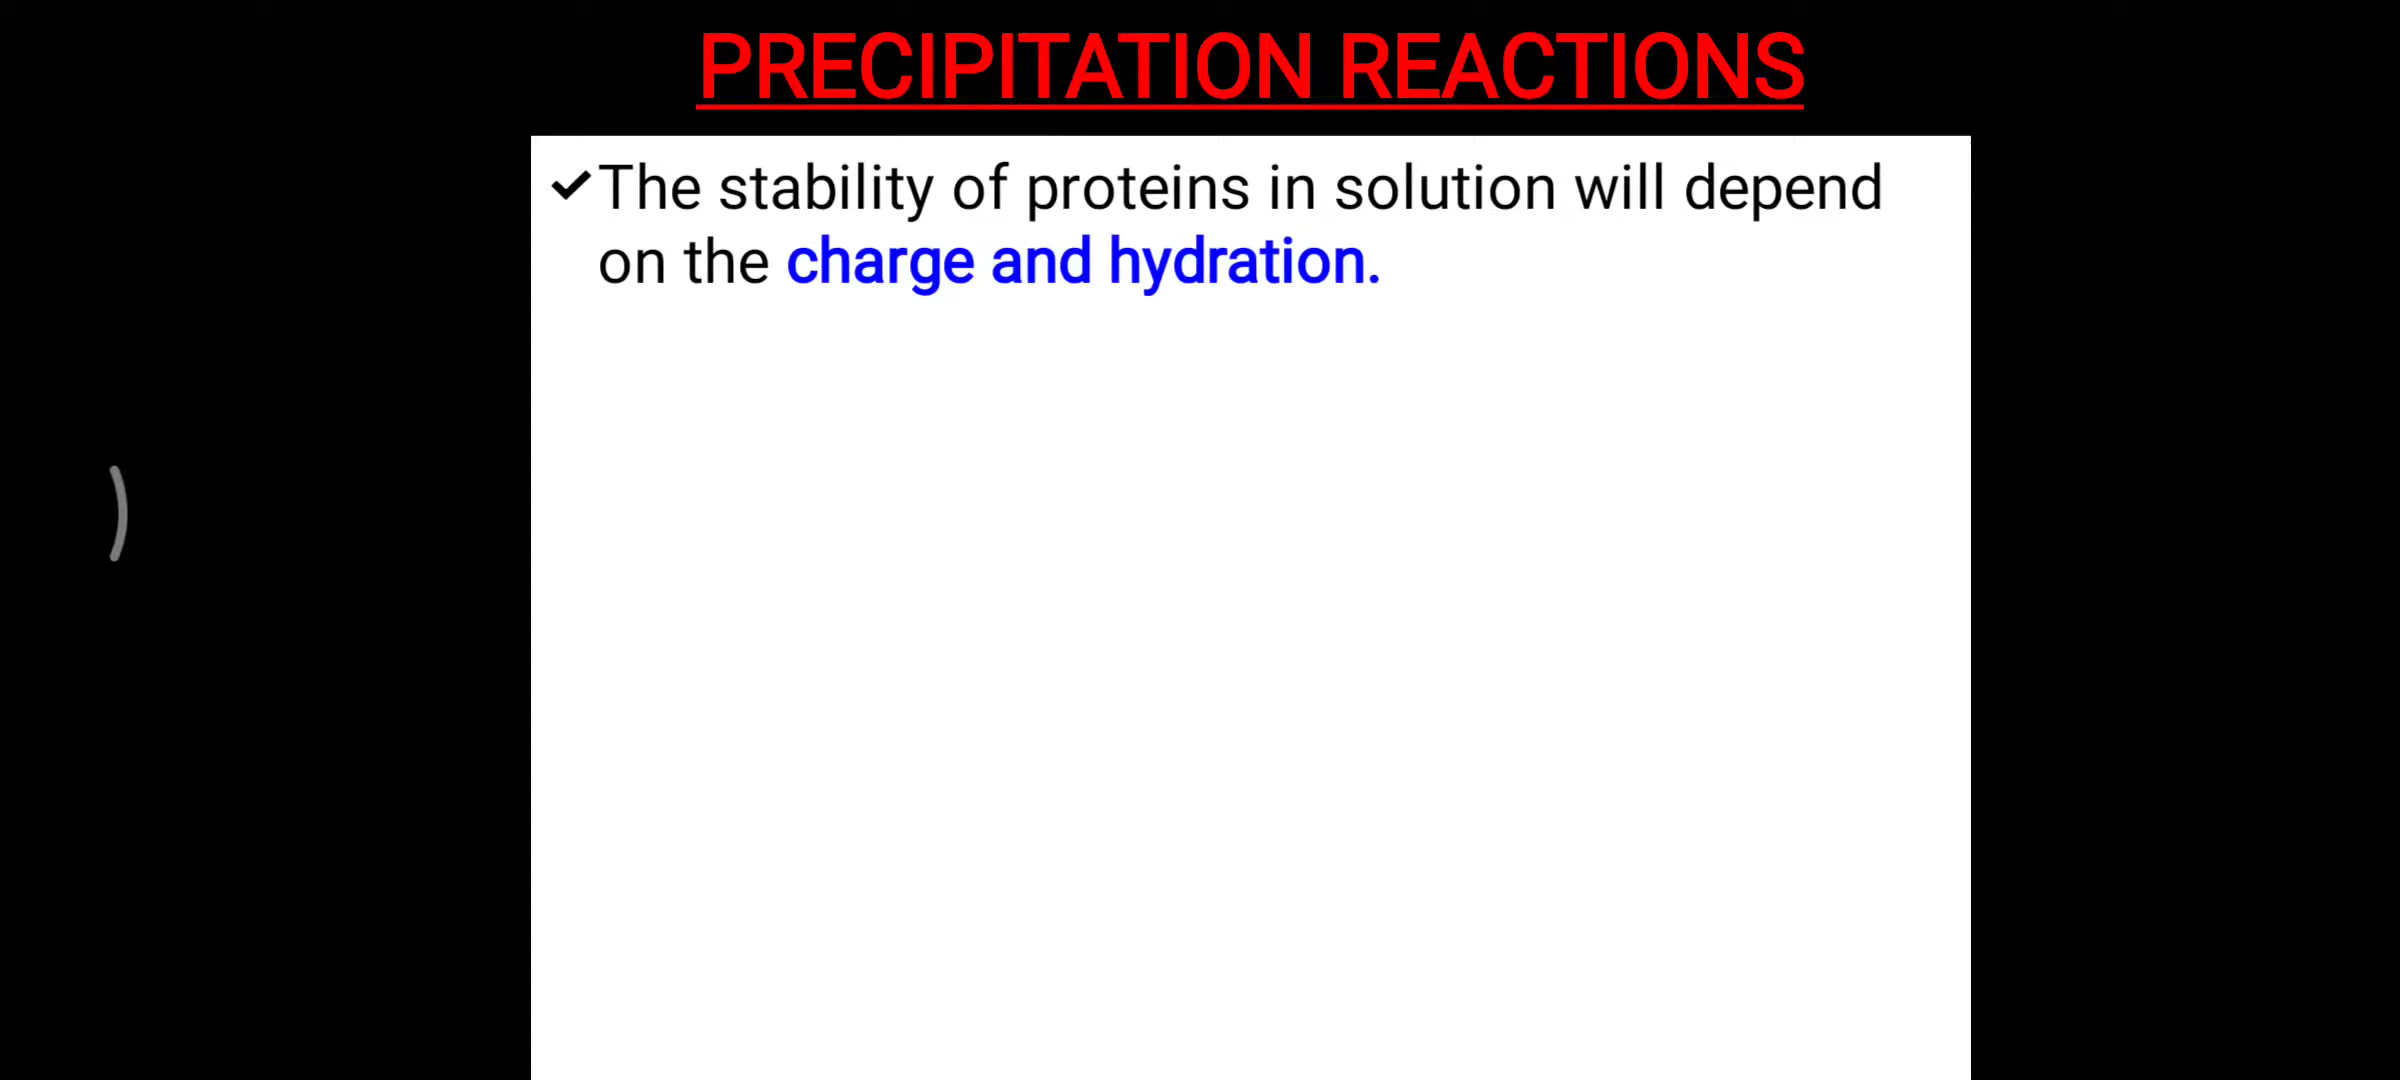 PRECIPITATION REACTIONS
✓The stability of proteins in solution will depend
on the charge and hydration.